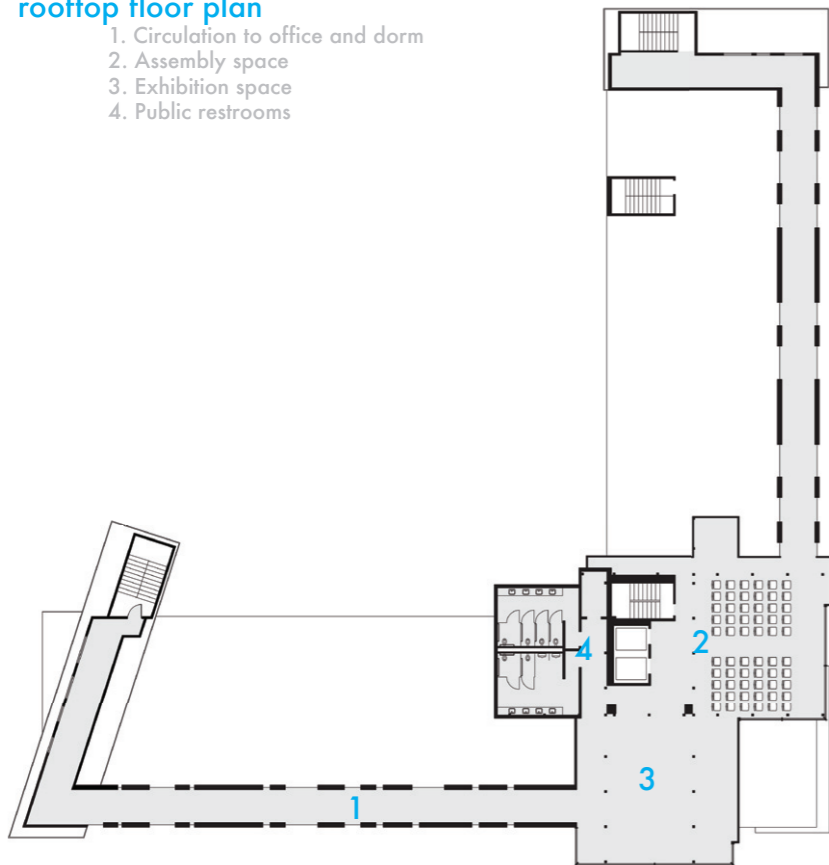 rooftop floor plan
1. Circulation to office and dorm
2. Assembly space
3. Exhibition space
4. Public restrooms
2
4
3
1